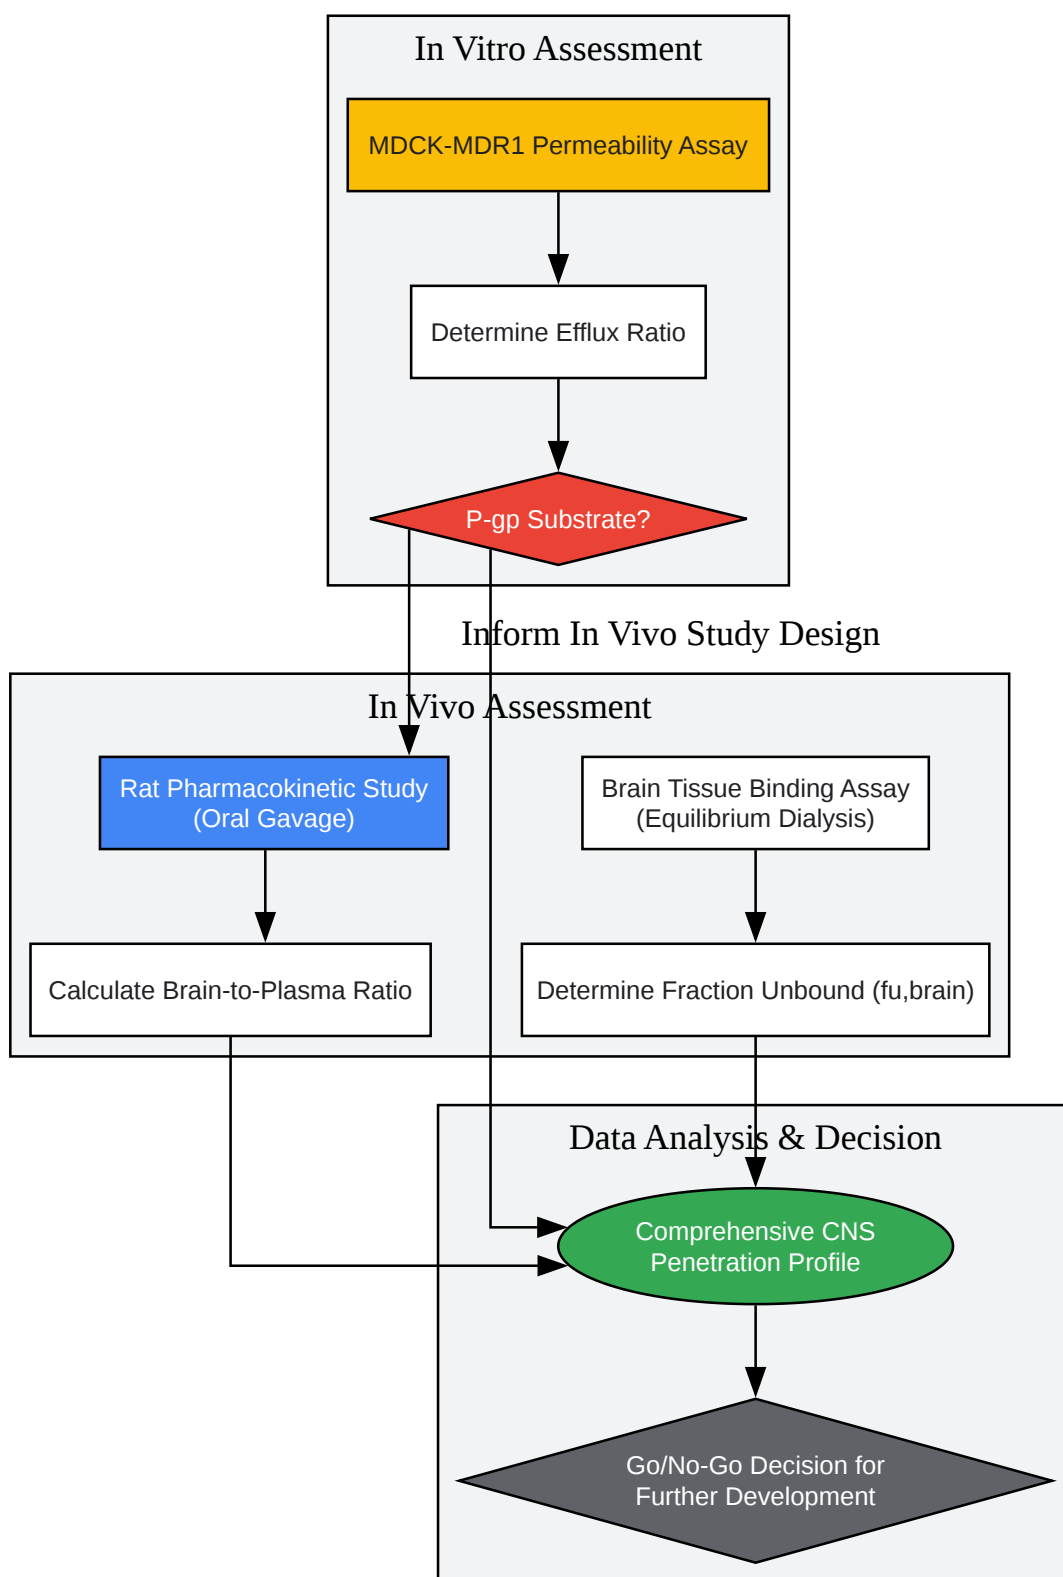 In Vitro Assessment
MDCK-MDR1 Permeability Assay
Determine Efflux Ratio
P-gp Substrate?
Inform In Vivo Study Design
In Vivo Assessment
Rat Pharmacokinetic Study
(Oral Gavage)
Brain Tissue Binding Assay
(Equilibrium Dialysis)
Calculate Brain-to-Plasma Ratio
Determine Fraction Unbound (fu,brain)
Data Analysis & Decision
Comprehensive CNS
Penetration Profile
Go/No-Go Decision for
Further Development